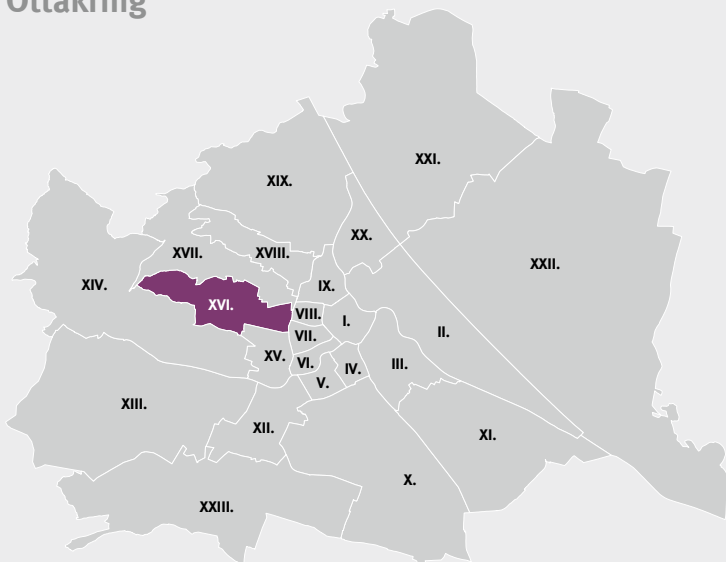 Ottakring
XXI.
XIX.
XX.
XVII.
XVIII.
XXII.
XIV.
IX.
XVI.
VIII.
I.
II.
VII.
XV.
VI.
IV.
III.
V.
XIII.
XII.
XI.
X.
XXIII.